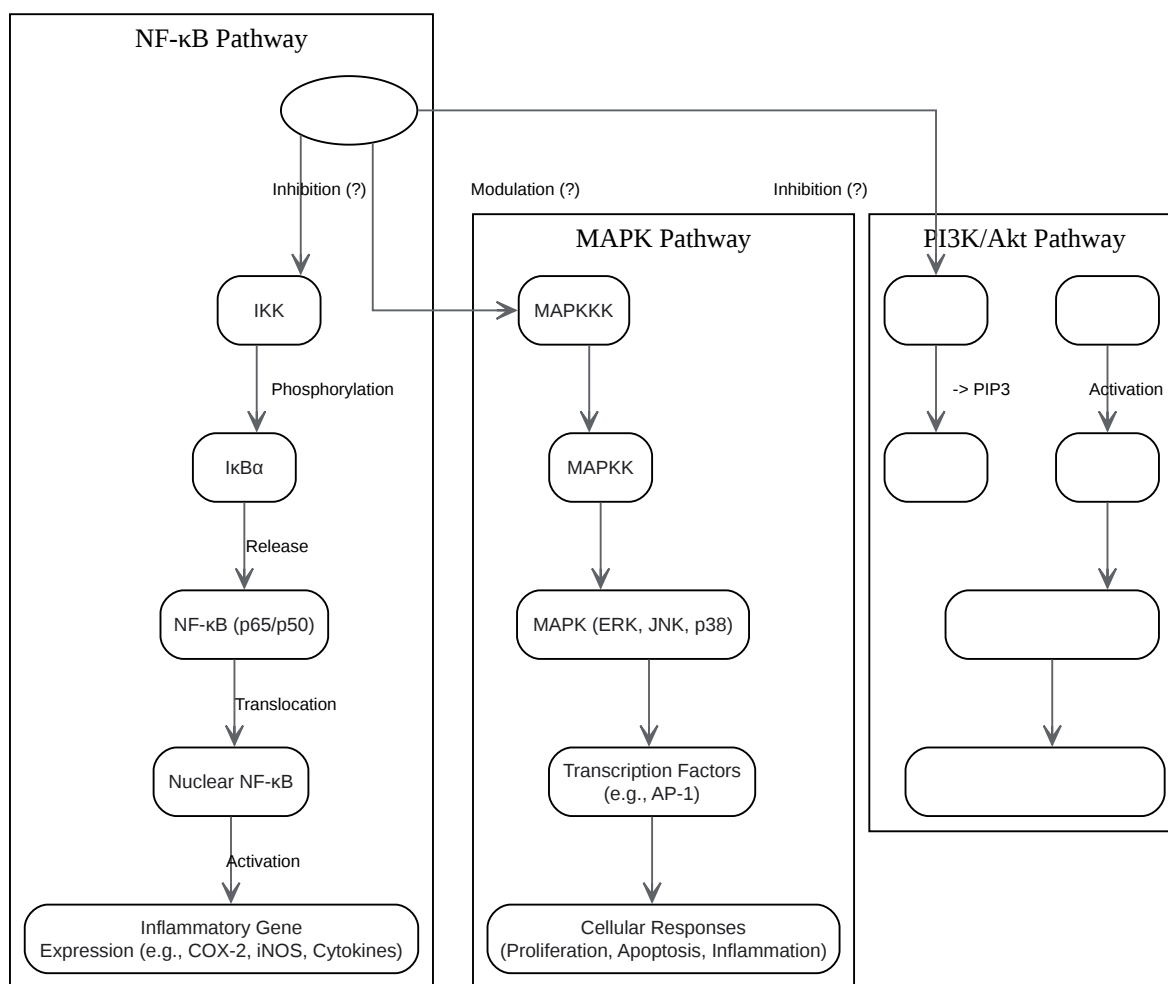 NF-κB Pathway
Inhibition (?)
Modulation (?)
Inhibition (?)
MAPK Pathway
PI3K/Akt Pathway
IKK
MAPKKK
Phosphorylation
-> PIP3
Activation
IκBα
MAPKK
Release
NF-κB (p65/p50)
MAPK (ERK, JNK, p38)
Translocation
Nuclear NF-κB
Transcription Factors
(e.g., AP-1)
Activation
Inflammatory Gene
Expression (e.g., COX-2, iNOS, Cytokines)
Cellular Responses
(Proliferation, Apoptosis, Inflammation)